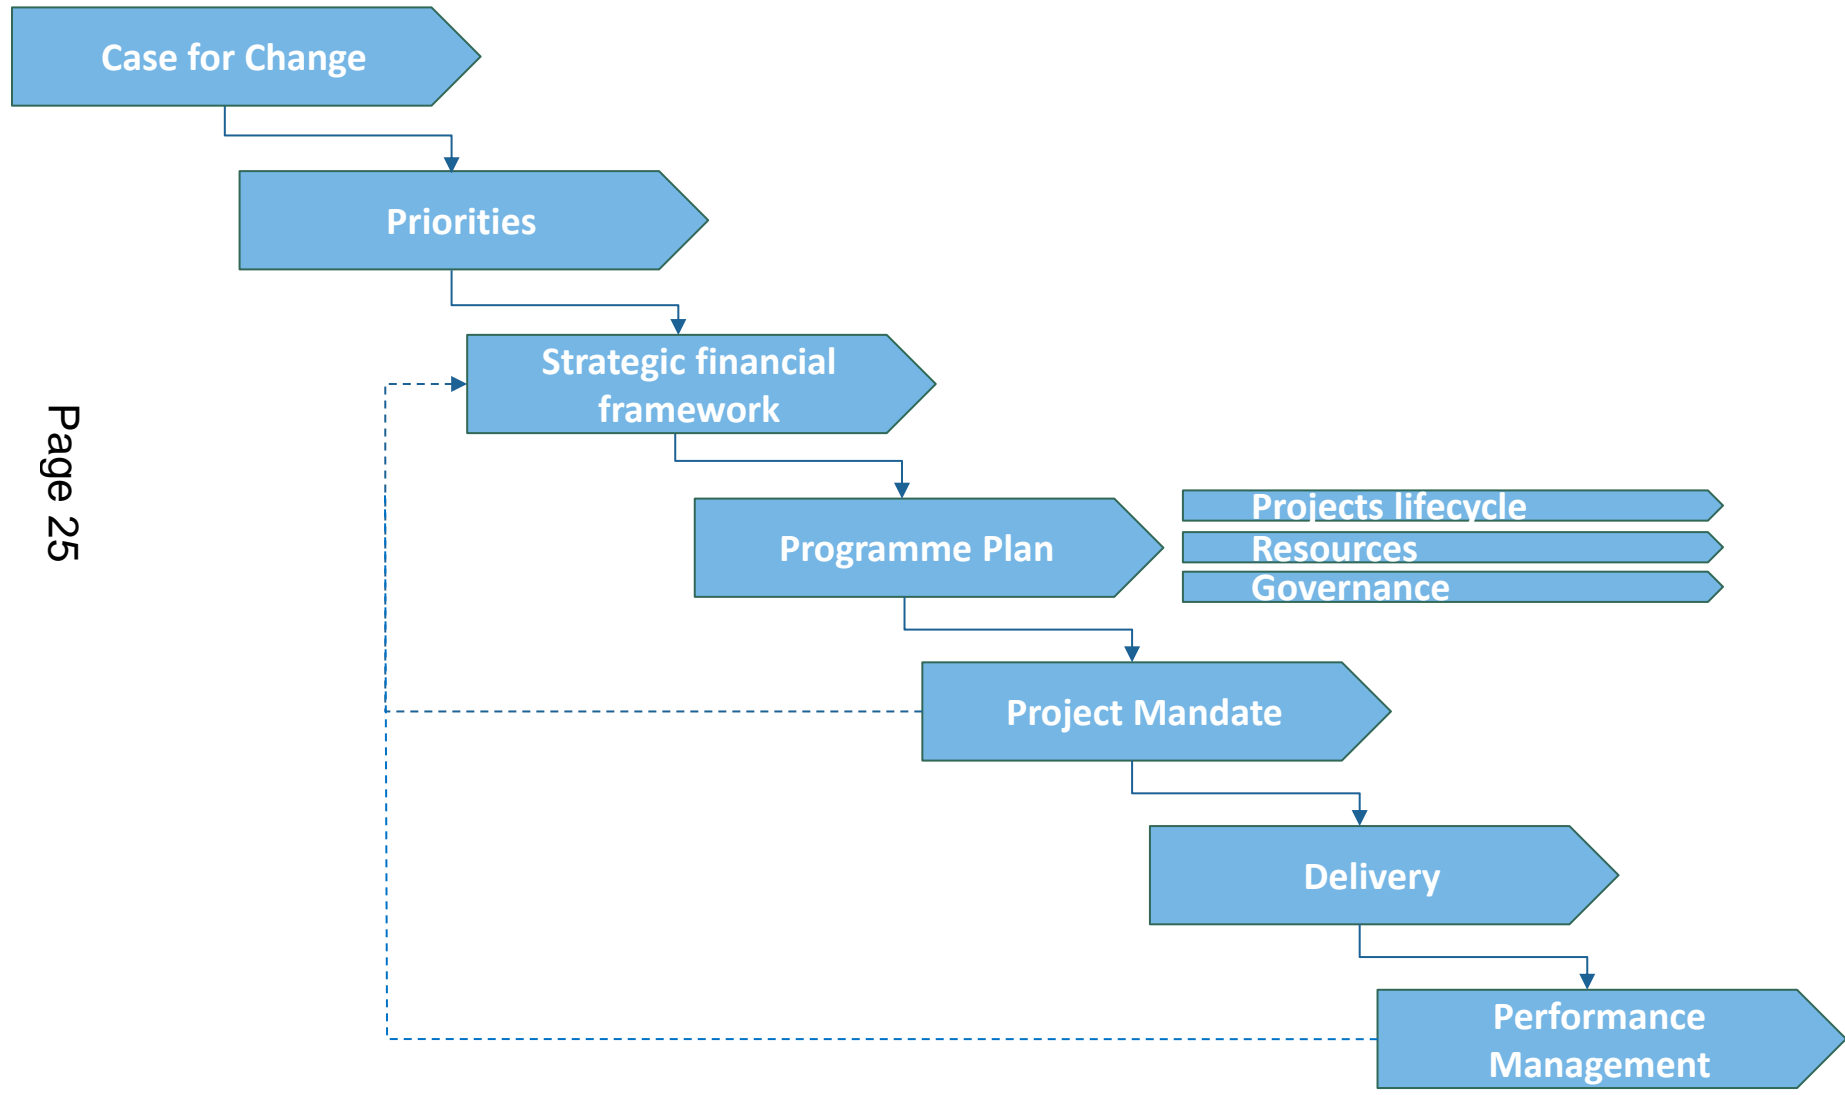 Case for Change
Priorities
Strategic financial
framework
Page 25
Programme Plan
Projects lifecycle
Resources
Governance
Project Mandate
Delivery
Performance
Management